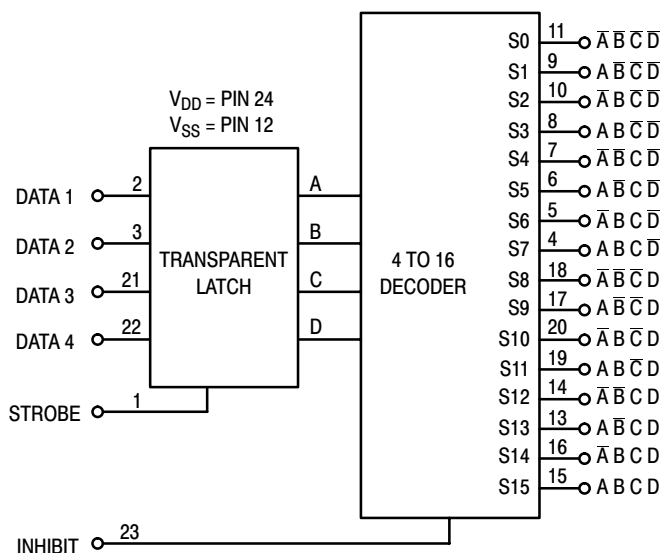 V_DD = PIN 24
V_SS = PIN 12
DATA 1 2
DATA 2 3
DATA 3 21
DATA 4 22
STROBE 1
INHIBIT 23
TRANSPARENT
LATCH
A
B
C
D
4 TO 16
DECODER
S0 11 A̅ B̅ C̅ D̅
S1 9 A B̅ C̅ D̅
S2 10 A̅ B C̅ D̅
S3 8 A B C̅ D̅
S4 7 A̅ B̅ C D̅
S5 6 A B̅ C D̅
S6 5 A̅ B C D̅
S7 4 A B C D̅
S8 18 A̅ B̅ C̅ D
S9 17 A B̅ C̅ D
S10 20 A̅ B C̅ D
S11 19 A B C̅ D
S12 14 A̅ B̅ C D
S13 13 A B̅ C D
S14 16 A̅ B C D
S15 15 A B C D